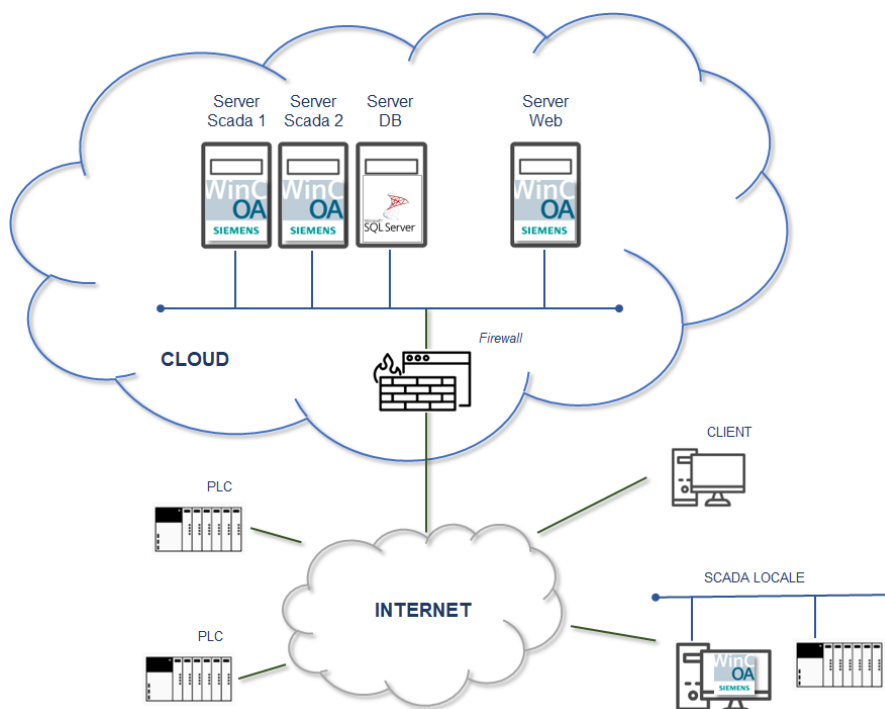 Server
Scada 1
Server
Scada 2
Server
DB
Server
Web
WinC
OA
SIEMENS
WinC
OA
SIEMENS
Microsoft
SQL Server
WinC
OA
SIEMENS
Firewall
CLOUD
CLIENT
PLC
SCADA LOCALE
INTERNET
PLC
WinC
OA
SIEMENS